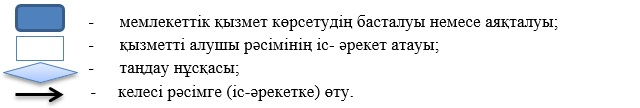 - мемлекеттік қызмет көрсетудің басталуы немесе аяқталуы;
- қызметті алушы рәсімінің іс- әрекет атауы;
- таңдау нұсқасы;
- келесі рәсімге (іс-әрекетке) өту.